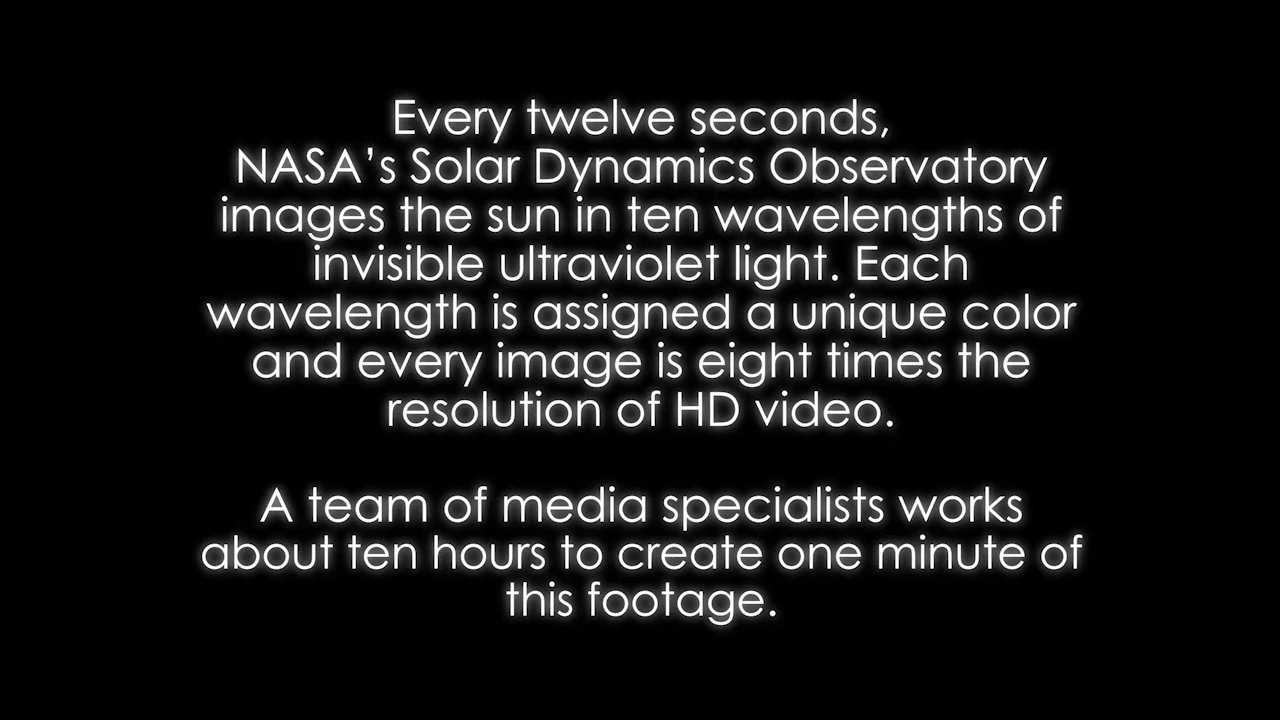 Every twelve seconds,
NASA’s Solar Dynamics Observatory
images the sun in ten wavelengths of
invisible ultraviolet light. Each
wavelength is assigned a unique color
and every image is eight times the
resolution of HD video.
A team of media specialists works
about ten hours to create one minute of
this footage.